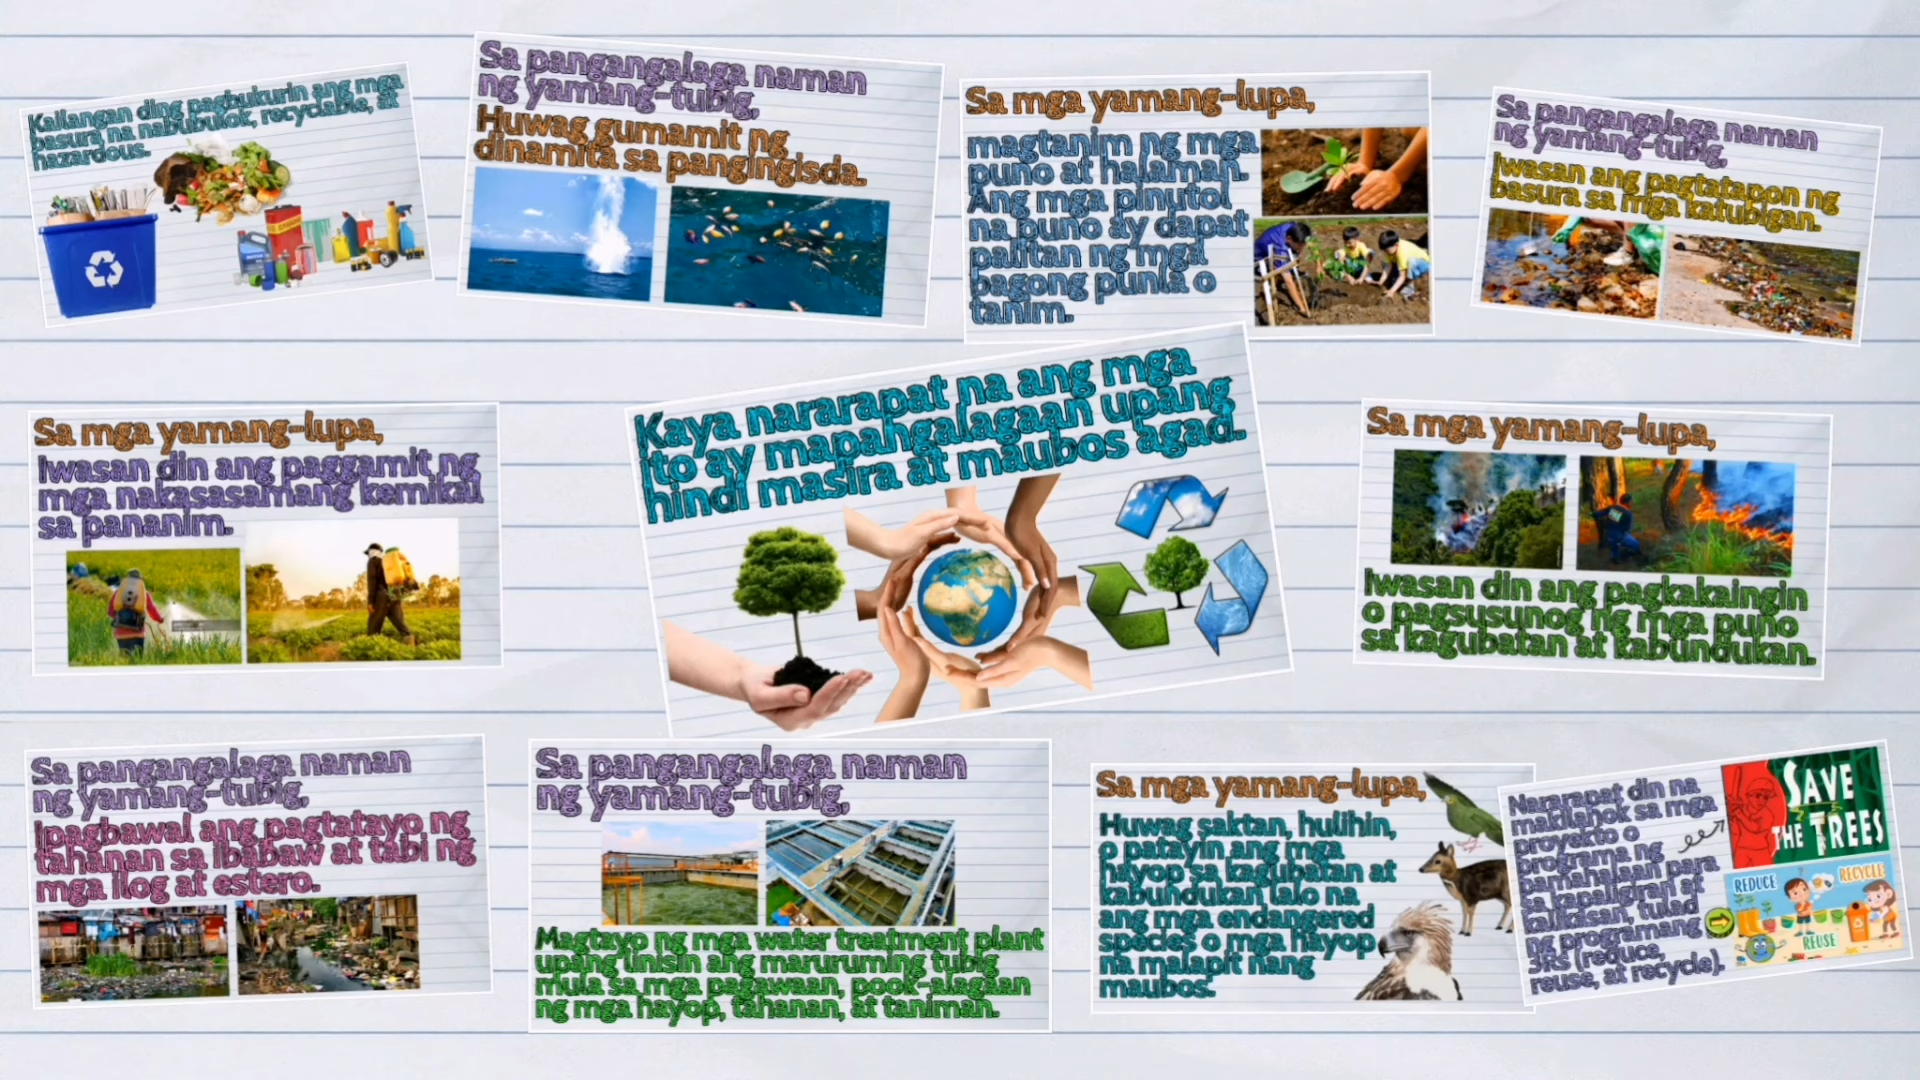 Kailangan ding pagbukurin ang mga
basura na nabubulok, recyclable, at
hazardous.
Sa pangangalaga naman
ng yamang-tubig,
Huwag gumamit ng
dinamita sa pangingisda.
Sa mga yamang-lupa,
magtanim ng mga
puno at halaman.
Ang mga pinutol
na puno ay dapat
palitan ng mga
bagong punla o
tanim.
Sa pangangalaga naman
ng yamang-tubig,
Iwasan ang pagtatapon ng
basura sa mga katubigan.
Sa mga yamang-lupa,
Iwasan din ang paggamit ng
mga nakasasamang kemikal
sa pananim.
Kaya nararapat na ang mga
ito ay mapangalagaan upang
hindi masira at maubos agad.
Sa mga yamang-lupa,
Iwasan din ang pagkakaingin
o pagsusunog ng mga puno
sa kagubatan at kabundukan.
Sa pangangalaga naman
ng yamang-tubig,
Ipagbawal ang pagtatayo ng
tahanan sa ibabaw at tabi ng
mga ilog at estero.
Sa pangangalaga naman
ng yamang-tubig,
Magtayo ng mga water treatment plant
upang linisin ang maruruming tubig
mula sa mga pagawaan, pook-alagaan
ng mga hayop, tahanan, at taniman.
Sa mga yamang-lupa,
Huwag saktan, hulihin,
o patayin ang mga
hayop sa kagubatan at
kabundukan lalo na
ang mga endangered
species o mga hayop
na malapit nang
maubos.
Nararapat din na
makilahok sa mga
proyekto o
programa ng
pamahalaan para
sa kapaligiran at
kalikasan, tulad
ng programang
3Rs (reduce,
reuse, at recycle).
SAVE
THE TREES
REDUCE
RECYCLE
REUSE